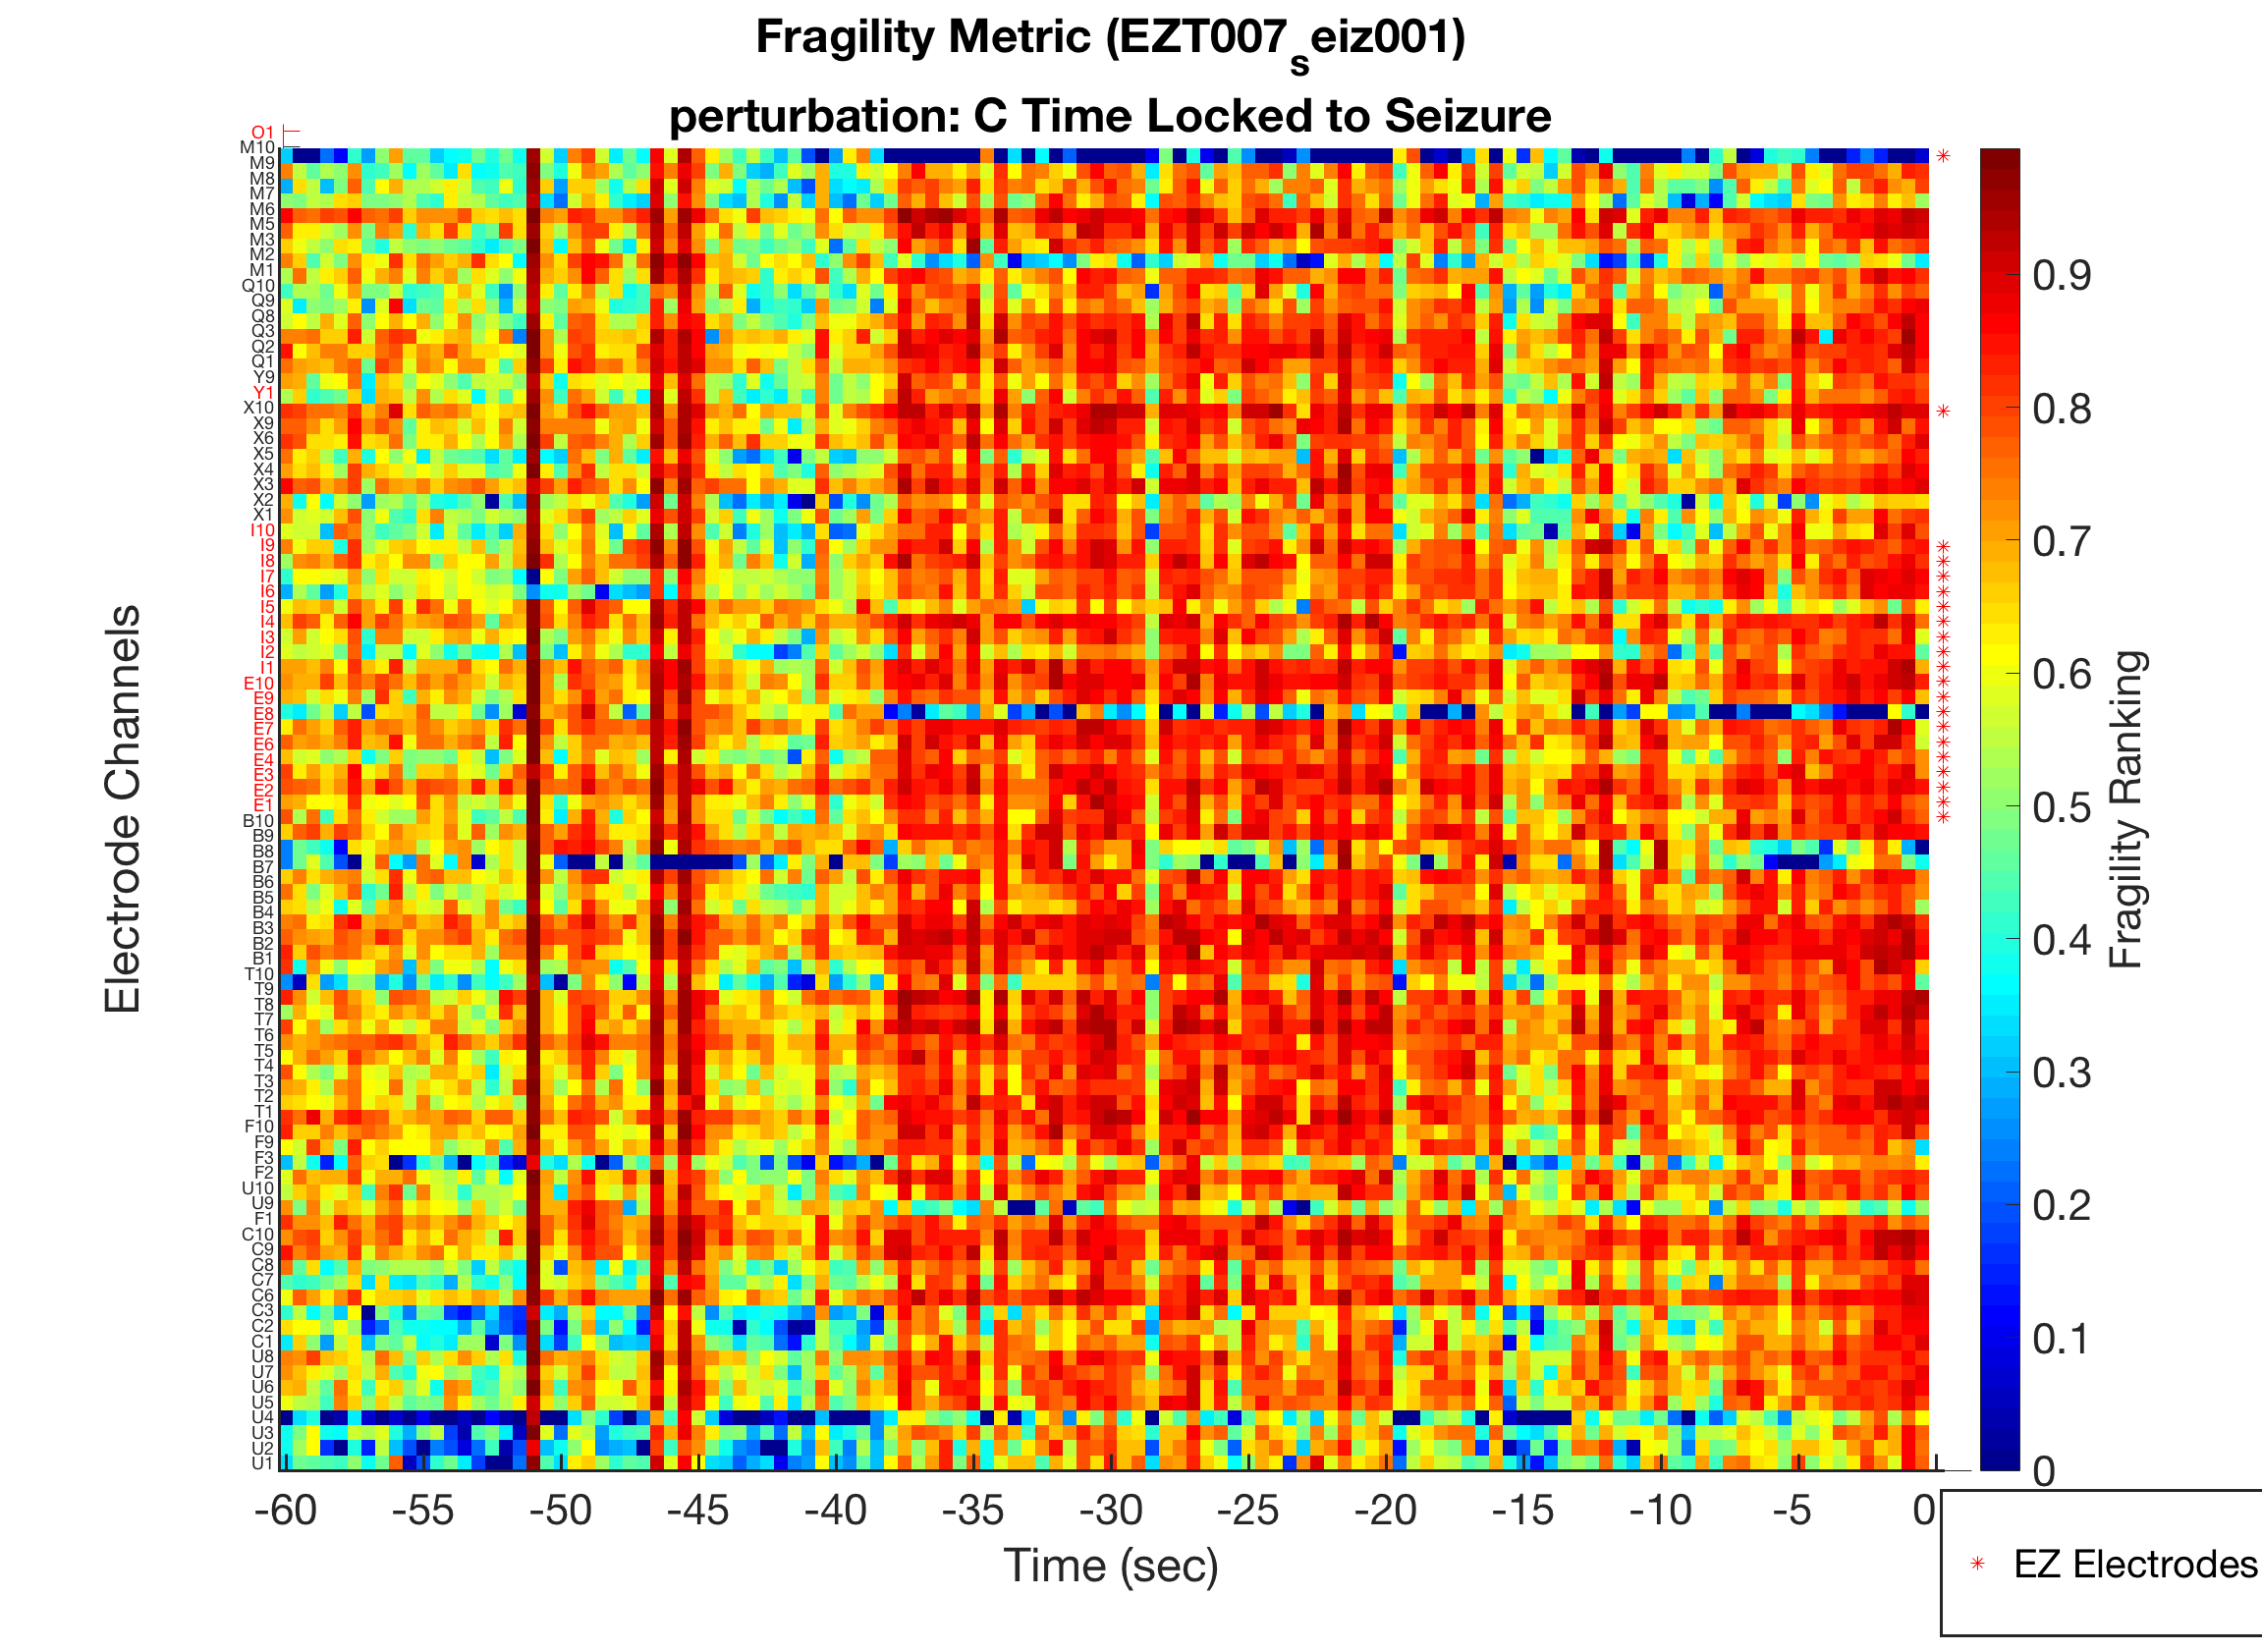 Fragility Metric (EZT007seiz001)
perturbation: C Time Locked to Seizure
O1
M10
M9
M8
M7
M6
M5
M3
M2
M1
Q10
Q9
Q8
Q3
Q2
Q1
Y9
Y1
X10
X9
X6
X5
X4
X3
X2
X1
I10
I9
I8
I7
I6
I5
I4
I3
I2
I1
E10
E9
E8
E7
E6
E4
E3
E2
E1
B10
B9
B8
B7
B6
B5
B4
B3
B2
B1
T10
T9
T8
T7
T6
T5
T4
T3
T2
T1
F10
F9
F3
F2
U10
U9
F1
C10
C9
C8
C7
C6
C3
C2
C1
U8
U7
U6
U5
U4
U3
U2
U1
Electrode Channels
-60 -55 -50 -45 -40 -35 -30 -25 -20 -15 -10 -5 0
Time (sec)
0.9
0.8
0.7
0.6
0.5
0.4
0.3
0.2
0.1
0
Fragility Ranking
EZ Electrodes